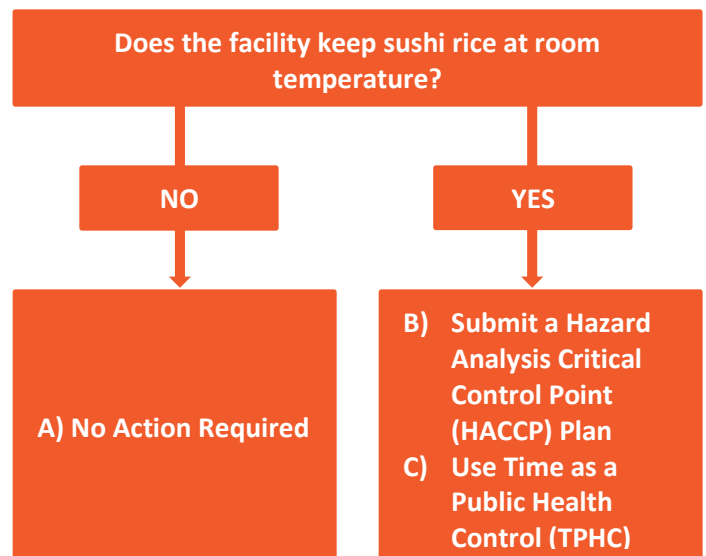 Does the facility keep sushi rice at room
temperature?
NO
YES
A) No Action Required
B) Submit a Hazard
Analysis Critical
Control Point
(HACCP) Plan
C) Use Time as a
Public Health
Control (TPHC)